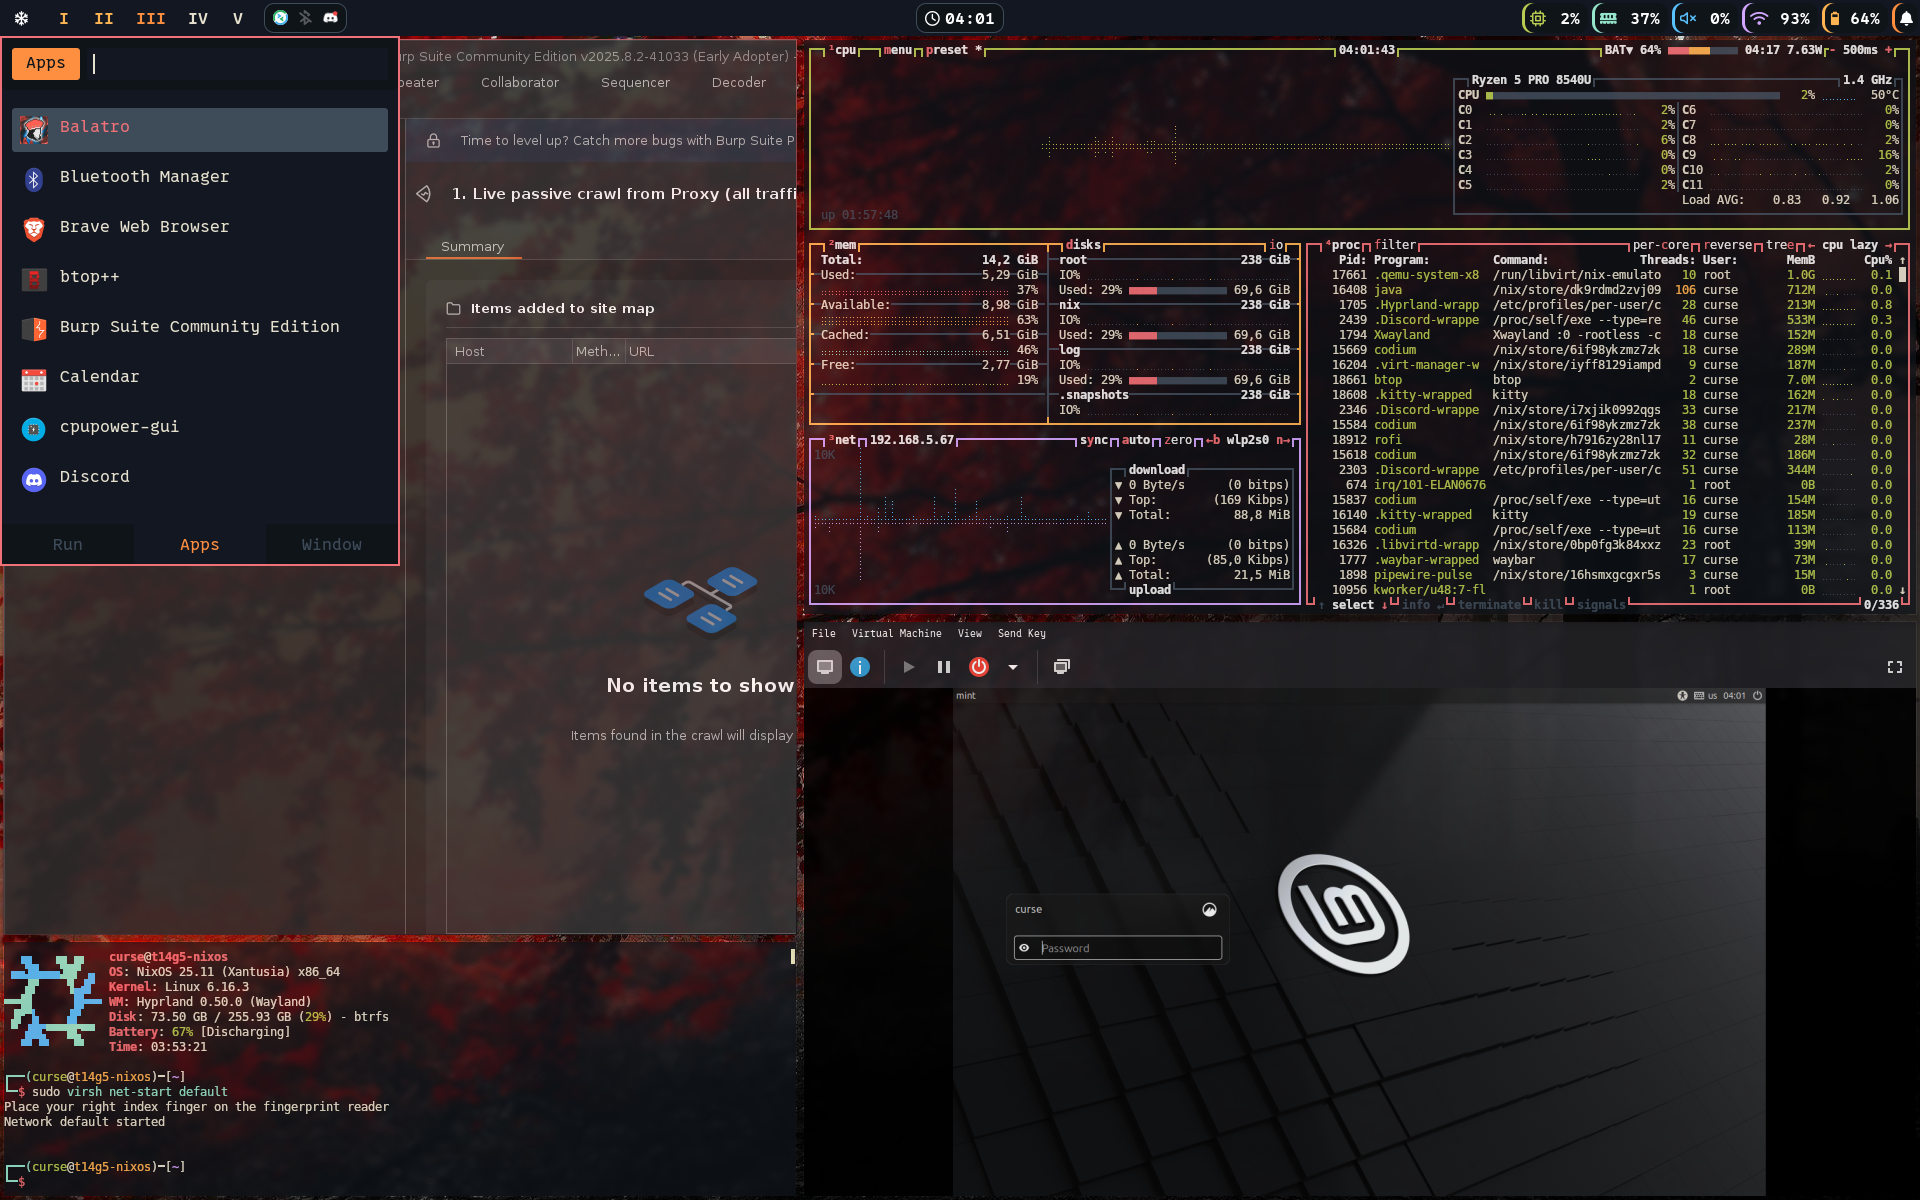 I II III IV V
04:01
2% 37% 0% 93% 64%
Apps
Balatro
Bluetooth Manager
Brave Web Browser
btop++
Burp Suite Community Edition
Calendar
cpupower-gui
Discord
Run Apps Window
urp Suite Community Edition v2025.8.2-41033 (Early Adopter) -
peater Collaborator Sequencer Decoder
Time to level up? Catch more bugs with Burp Suite P
1. Live passive crawl from Proxy (all traffi
Summary
Items added to site map
Host Meth... URL
No items to show
Items found in the crawl will display
curse@t14g5-nixos
OS: NixOS 25.11 (Xantusia) x86_64
Kernel: Linux 6.16.3
WM: Hyprland 0.50.0 (Wayland)
Disk: 73.50 GB / 255.93 GB (29%) - btrfs
Battery: 67% [Discharging]
Time: 03:53:21
(curse@t14g5-nixos)-[~]
$ sudo virsh net-start default
Place your right index finger on the fingerprint reader
Network default started
(curse@t14g5-nixos)-[~]
$
¹cpu menu preset * 04:01:43 BAT▼ 64% 04:17 7.63W - 500ms +
Ryzen 5 PRO 8540U 1.4 GHz
CPU 2% 50°C
C0 2% C6 0%
C1 2% C7 0%
C2 6% C8 2%
C3 0% C9 16%
C4 0% C10 2%
C5 2% C11 0%
Load AVG: 0.83 0.92 1.06
up 01:57:48
²mem
Total: 14,2 GiB
Used: 5,29 GiB
37%
Available: 8,98 GiB
63%
Cached: 6,51 GiB
46%
Free: 2,77 GiB
19%
disks io
root 238 GiB
IO%
Used: 29% 69,6 GiB
nix 238 GiB
IO%
Used: 29% 69,6 GiB
log 238 GiB
IO%
Used: 29% 69,6 GiB
.snapshots 238 GiB
IO%
³net 192.168.5.67 sync auto zero ←b wlp2s0 n→
10K
download
▼ 0 Byte/s (0 bitps)
▼ Top: (169 Kibps)
▼ Total: 88,8 MiB
▲ 0 Byte/s (0 bitps)
▲ Top: (85,0 Kibps)
▲ Total: 21,5 MiB
10K upload
⁴proc filter per-core reverse tree ← cpu lazy →
Pid: Program: Command: Threads: User: MemB Cpu% ↑
17661 .qemu-system-x8 /run/libvirt/nix-emulato 10 root 1.0G 0.1
16408 java /nix/store/dk9rdmd2zvj09 106 curse 712M 0.0
1705 .Hyprland-wrapp /etc/profiles/per-user/c 28 curse 213M 0.8
2439 .Discord-wrappe /proc/self/exe --type=re 46 curse 533M 0.3
1794 Xwayland Xwayland :0 -rootless -c 18 curse 152M 0.0
15669 codium /nix/store/6if98ykzmz7zk 18 curse 289M 0.0
16204 .virt-manager-w /nix/store/iyff8129iampd 9 curse 187M 0.0
18661 btop btop 2 curse 7.0M 0.0
18608 .kitty-wrapped kitty 18 curse 162M 0.0
2346 .Discord-wrappe /nix/store/i7xjik0992qgs 33 curse 217M 0.0
15584 codium /nix/store/6if98ykzmz7zk 38 curse 237M 0.0
18912 rofi /nix/store/h7916zy28nl17 11 curse 28M 0.0
15618 codium /nix/store/6if98ykzmz7zk 32 curse 186M 0.0
2303 .Discord-wrappe /etc/profiles/per-user/c 51 curse 344M 0.0
674 irq/101-ELAN0676 1 root 0B 0.0
15837 codium /proc/self/exe --type=ut 16 curse 154M 0.0
16140 .kitty-wrapped kitty 19 curse 185M 0.0
15684 codium /proc/self/exe --type=ut 16 curse 113M 0.0
16326 .libvirtd-wrapp /nix/store/0bp0fg3k84xxz 23 root 39M 0.0
1777 .waybar-wrapped waybar 17 curse 73M 0.0
1898 pipewire-pulse /nix/store/16hsmxgcgxr5s 3 curse 15M 0.0
10956 kworker/u48:7-fl 1 root 0B 0.0 ↓
↑ select ↓ info ↵ terminate kill signals 0/336
File Virtual Machine View Send Key
mint us 04:01
curse
Password